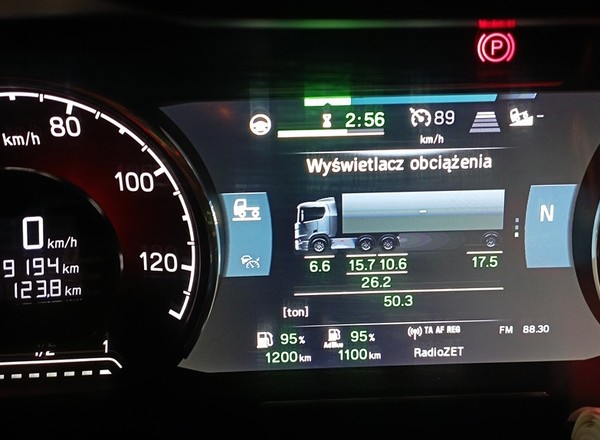 P
km/h
80
100
120
0 km/h
9194 km
123.8 km
1/2
1
2:56
89
km/h
-
Wyświetlacz obciążenia
N
6.6 15.7 10.6 17.5
26.2
50.3
[ton]
95%
1200 km
AdBlue
95%
1100 km
TA AF REG
FM 88.30
RadioZET